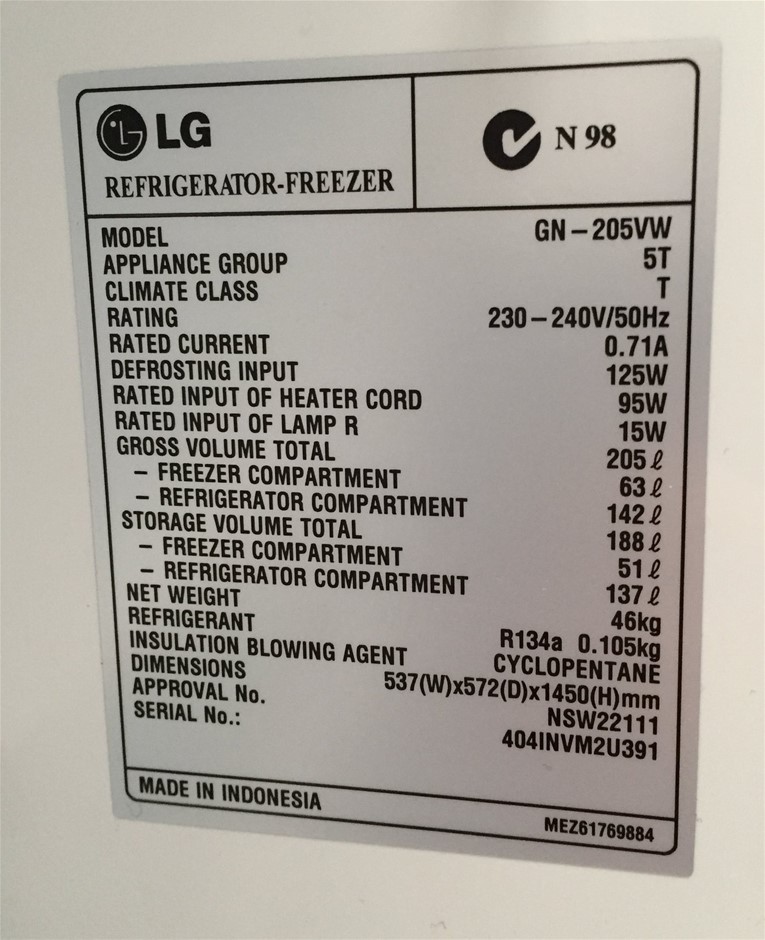 LG
REFRIGERATOR-FREEZER
N 98
MODEL GN-205VW
APPLIANCE GROUP 5T
CLIMATE CLASS T
RATING 230-240V/50Hz
RATED CURRENT 0.71A
DEFROSTING INPUT 125W
RATED INPUT OF HEATER CORD 95W
RATED INPUT OF LAMP R 15W
GROSS VOLUME TOTAL 205ℓ
- FREEZER COMPARTMENT 63ℓ
- REFRIGERATOR COMPARTMENT 142ℓ
STORAGE VOLUME TOTAL 188ℓ
- FREEZER COMPARTMENT 51ℓ
- REFRIGERATOR COMPARTMENT 137ℓ
NET WEIGHT 46kg
REFRIGERANT R134a 0.105kg
INSULATION BLOWING AGENT CYCLOPENTANE
DIMENSIONS 537(W)x572(D)x1450(H)mm
APPROVAL No. NSW22111
SERIAL No.: 404INVM2U391
MADE IN INDONESIA
MEZ61769884